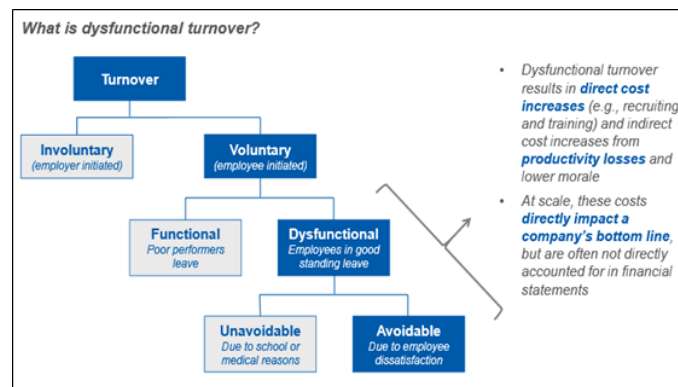 What is dysfunctional turnover?
Turnover
Involuntary
(employer initiated)
Voluntary
(employee initiated)
Functional
Poor performers
leave
Dysfunctional
Employees in good
standing leave
Unavoidable
Due to school or
medical reasons
Avoidable
Due to employee
dissatisfaction
• Dysfunctional turnover
results in direct cost
increases (e.g., recruiting
and training) and indirect
cost increases from
productivity losses and
lower morale
• At scale, these costs
directly impact a
company's bottom line,
but are often not directly
accounted for in financial
statements